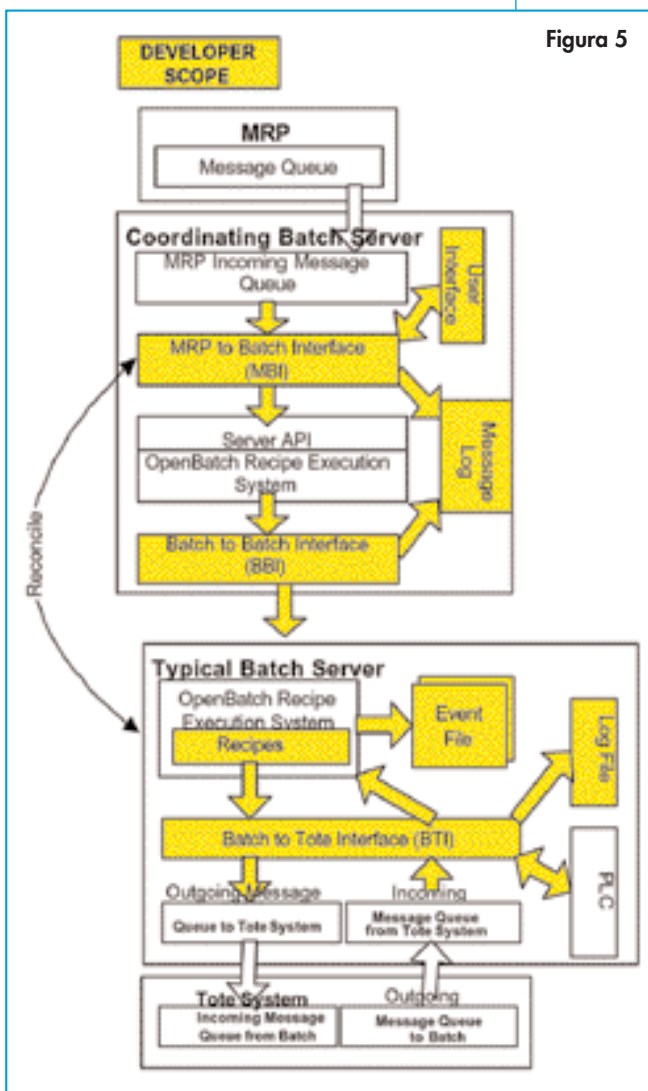 Figura 5
DEVELOPER
SCOPE
MRP
Message Queue
Coordinating Batch Server
MRP Incoming Message
Queue
User
Interface
MRP to Batch Interface
(MBI)
Message
Log
Server API
OpenBatch Recipe Execution
System
Batch to Batch Interface
(BBI)
Reconcile
Typical Batch Server
OpenBatch Recipe
Execution System
Recipes
Event
File
Log File
Batch to Tote Interface (BTI)
PLC
Outgoing Message
Queue to Tote System
Incoming
Message Queue
from Tote System
Tote System
Incoming Message
Queue from Batch
Outgoing
Message Queue
to Batch